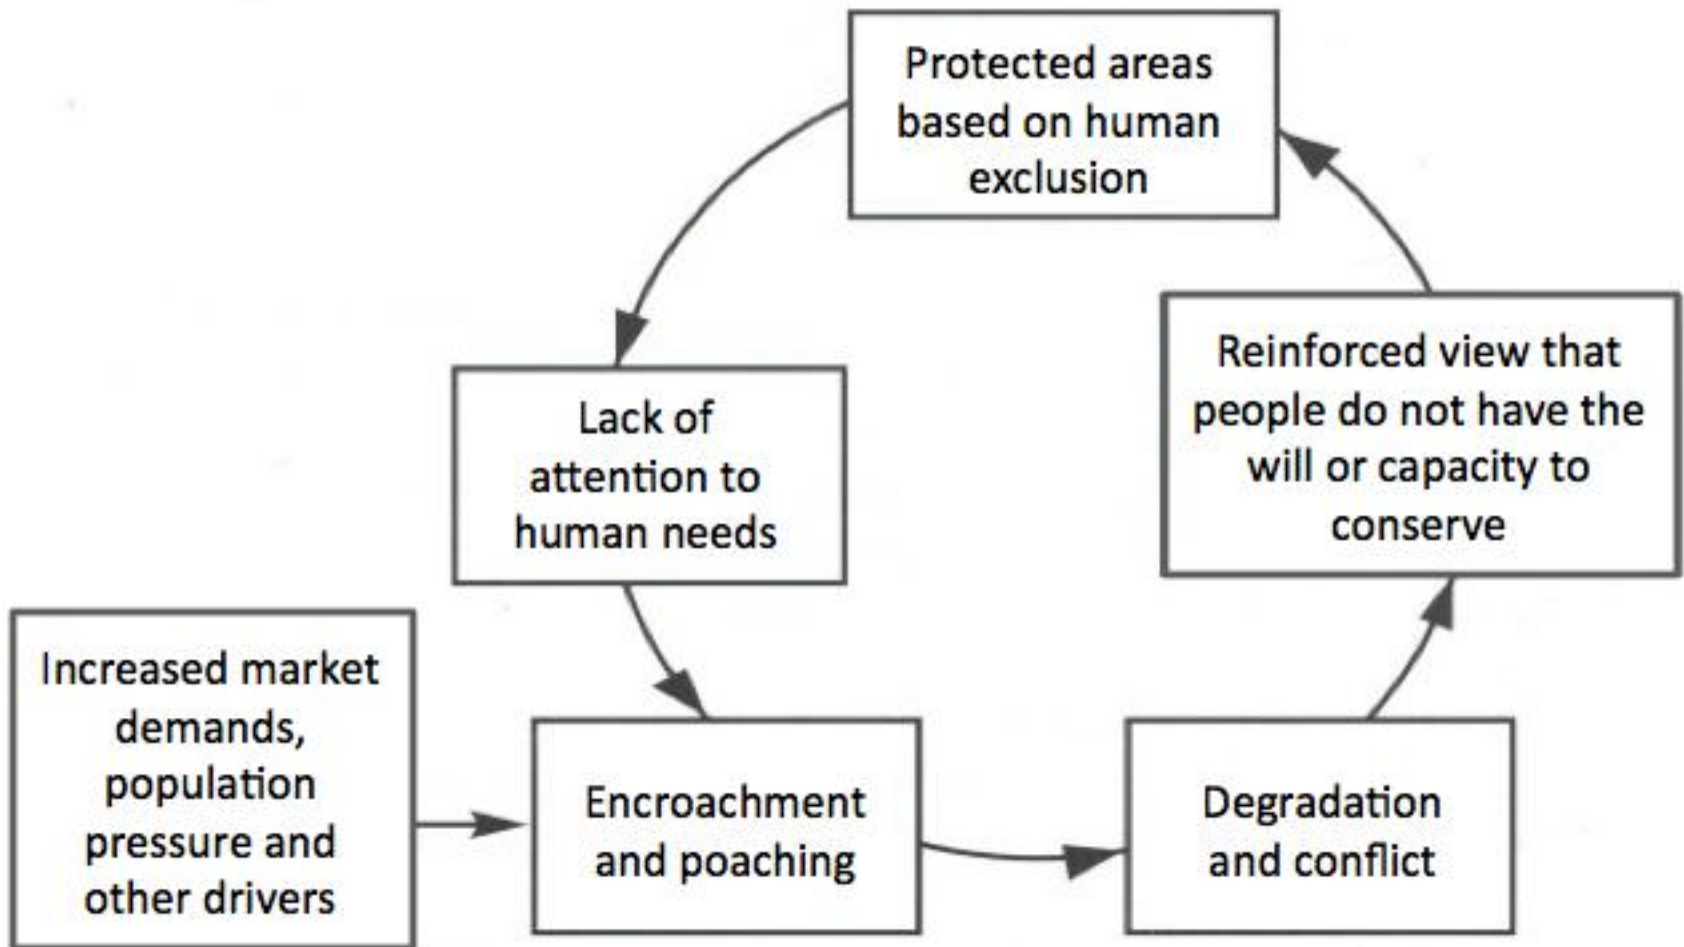 Protected areas
based on human
exclusion
Lack of
attention to
human needs
Reinforced view that
people do not have the
will or capacity to
conserve
Increased market
demands,
population
pressure and
other drivers
Encroachment
and poaching
Degradation
and conflict